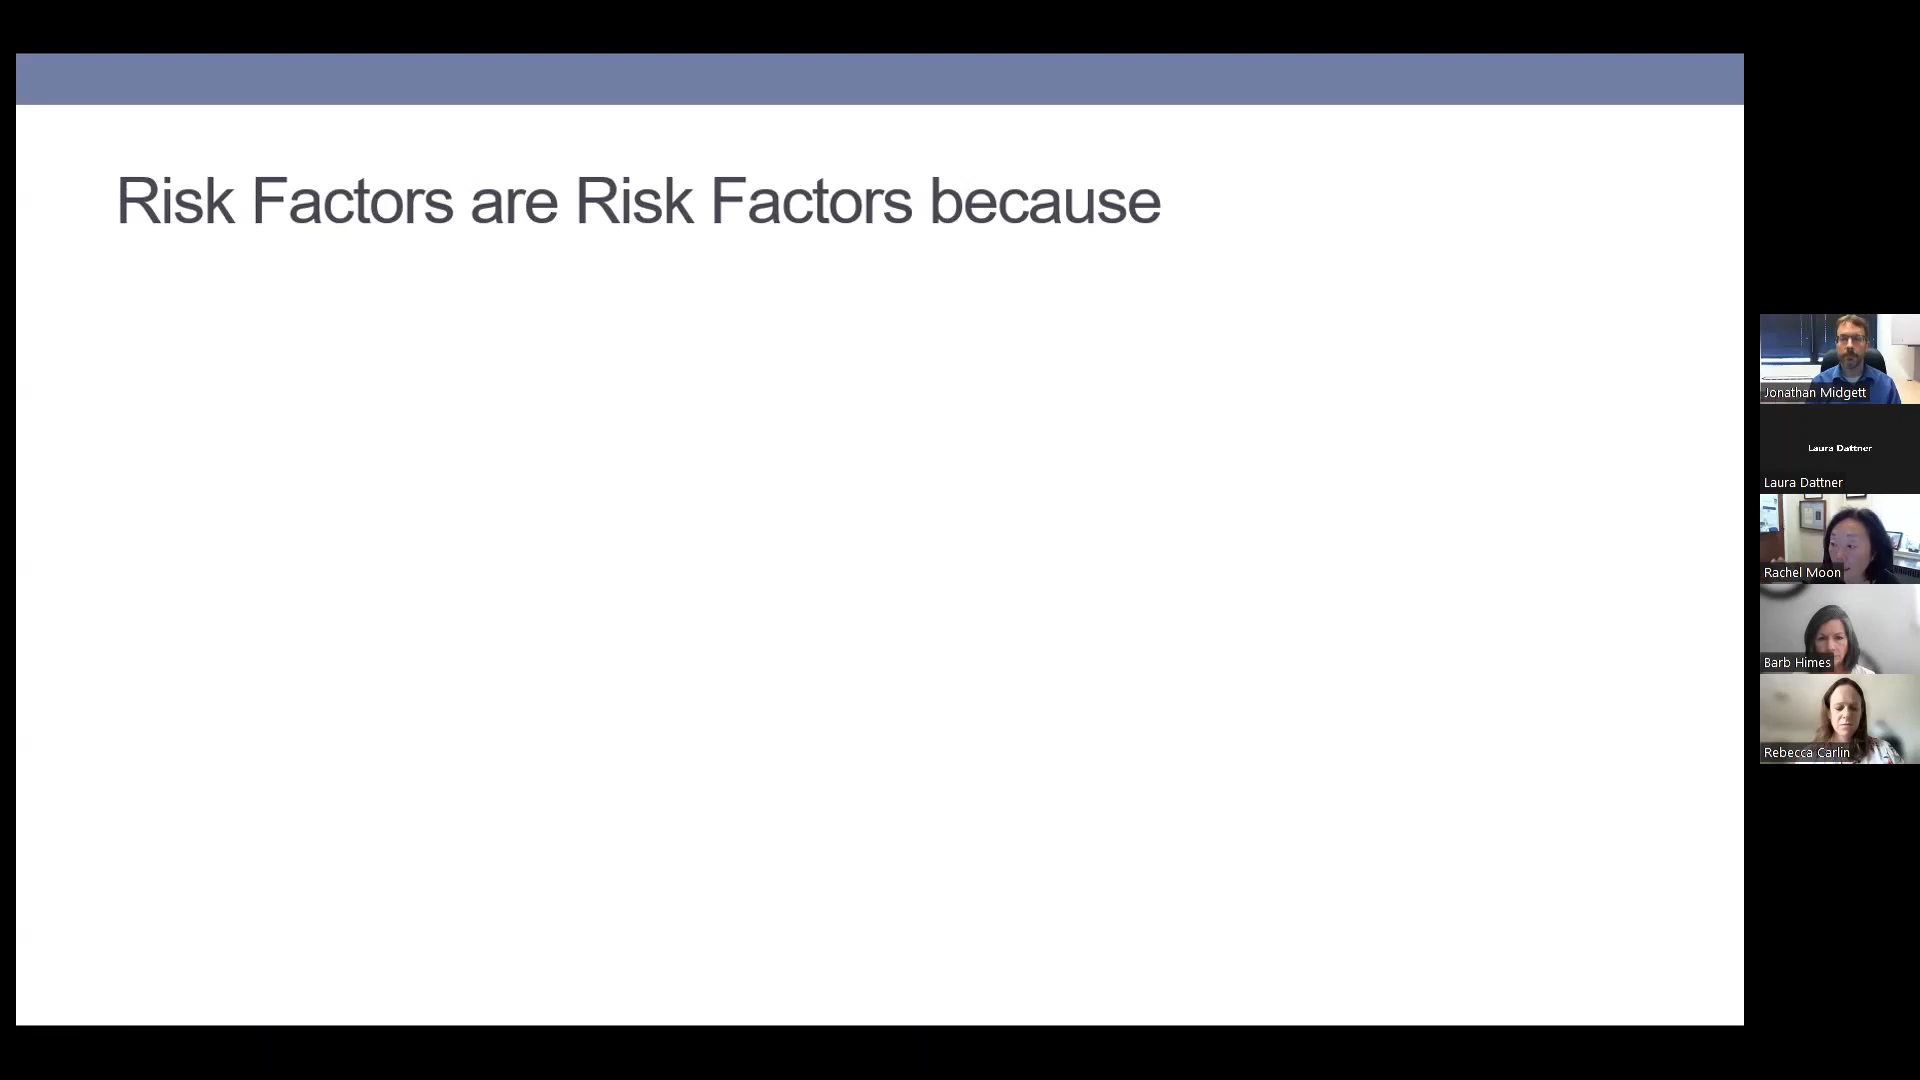 Risk Factors are Risk Factors because
Jonathan Midgett
Laura Dattner
Laura Dattner
Rachel Moon
Barb Himes
Rebecca Carlin